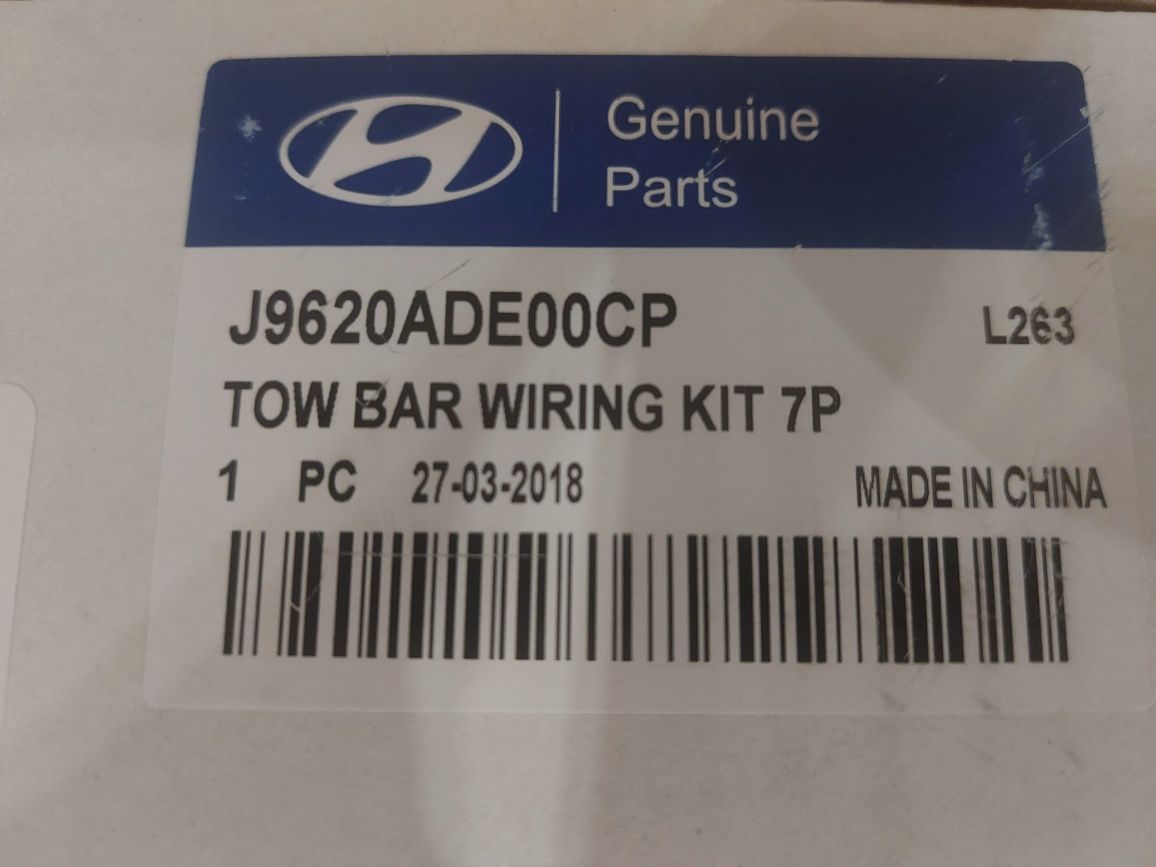 Genuine
Parts
J9620ADE00CP L263
TOW BAR WIRING KIT 7P
1 PC 27-03-2018 MADE IN CHINA